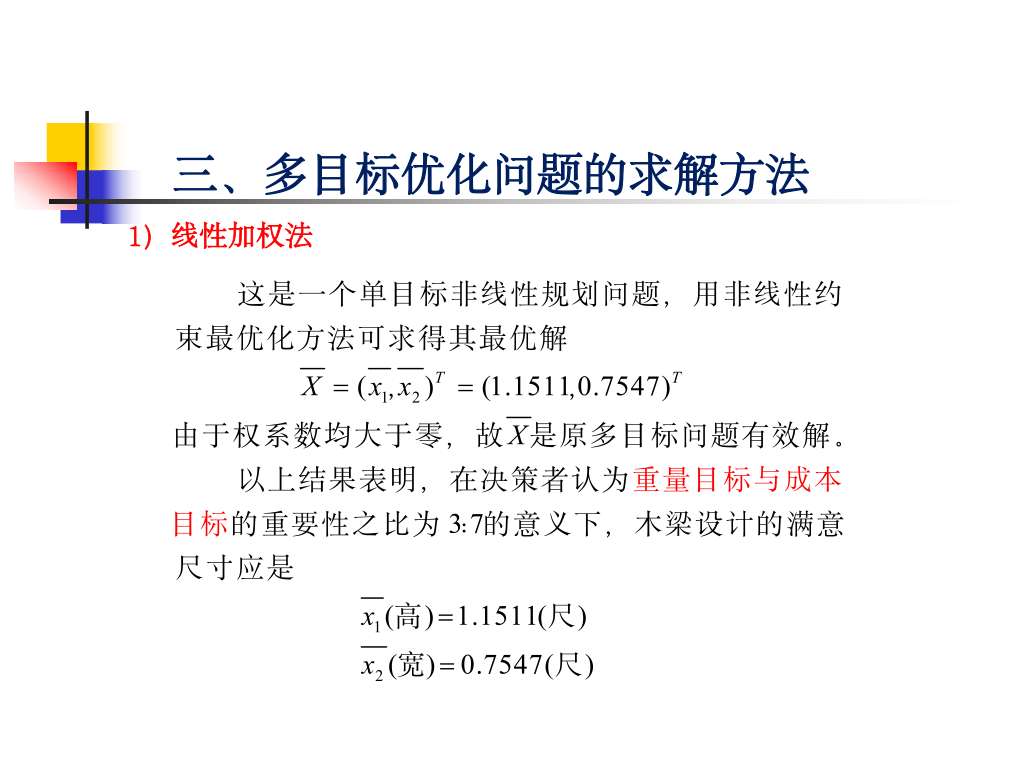 三、多目标优化问题的求解方法
1) 线性加权法
这是一个单目标非线性规划问题，用非线性约
束最优化方法可求得其最优解
X̅ = (x̅₁, x̅₂)ᵀ = (1.1511,0.7547)ᵀ
由于权系数均大于零，故X̅是原多目标问题有效解。
以上结果表明，在决策者认为重量目标与成本
目标的重要性之比为 3:7的意义下，木梁设计的满意
尺寸应是
x̅₁(高)=1.1511(尺)
x̅₂(宽)=0.7547(尺)